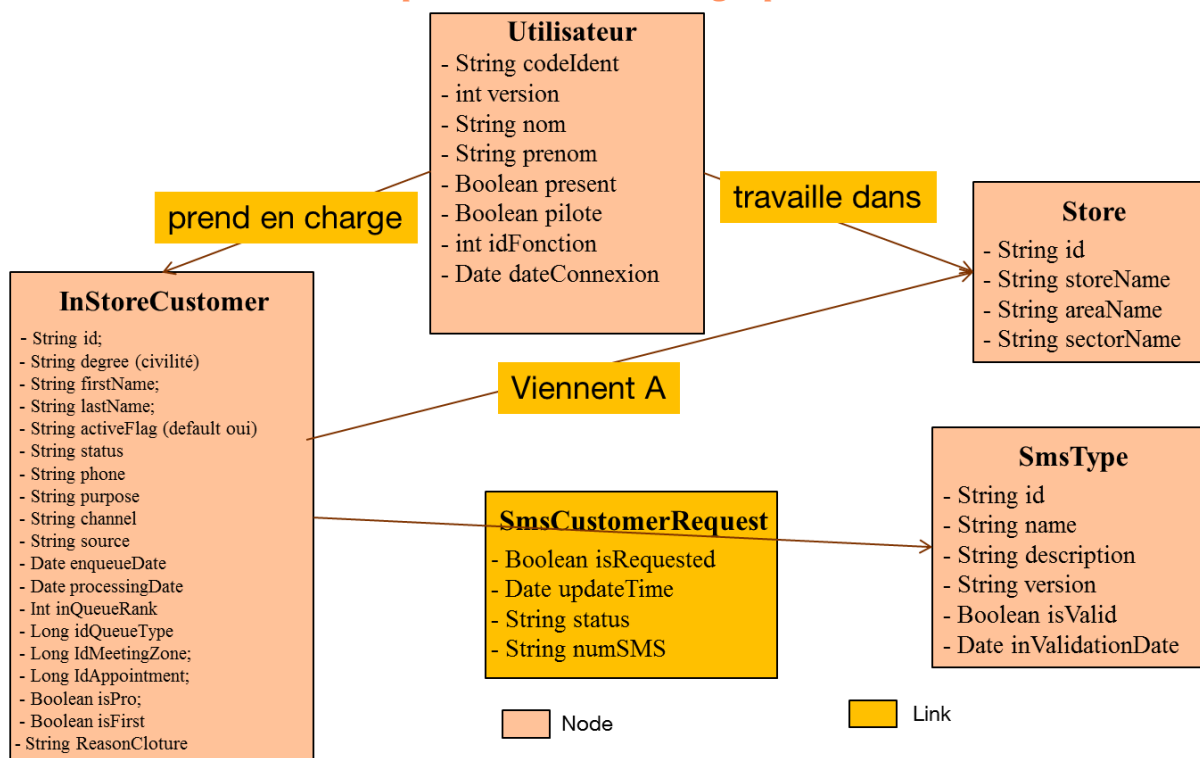 Utilisateur
- String codeIdent
- int version
- String nom
- String prenom
- Boolean present
- Boolean pilote
- int idFonction
- Date dateConnexion
prend en charge
travaille dans
Store
- String id
- String storeName
- String areaName
- String sectorName
InStoreCustomer
- String id;
- String degree (civilité)
- String firstName;
- String lastName;
- String activeFlag (default oui)
- String status
- String phone
- String purpose
- String channel
- String source
- Date enqueueDate
- Date processingDate
- Int inQueueRank
- Long idQueueType
- Long IdMeetingZone;
- Long IdAppointment;
- Boolean isPro;
- Boolean isFirst
- String ReasonCloture
Viennent A
SmsCustomerRequest
- Boolean isRequested
- Date updateTime
- String status
- String numSMS
SmsType
- String id
- String name
- String description
- String version
- Boolean isValid
- Date inValidationDate
Node
Link